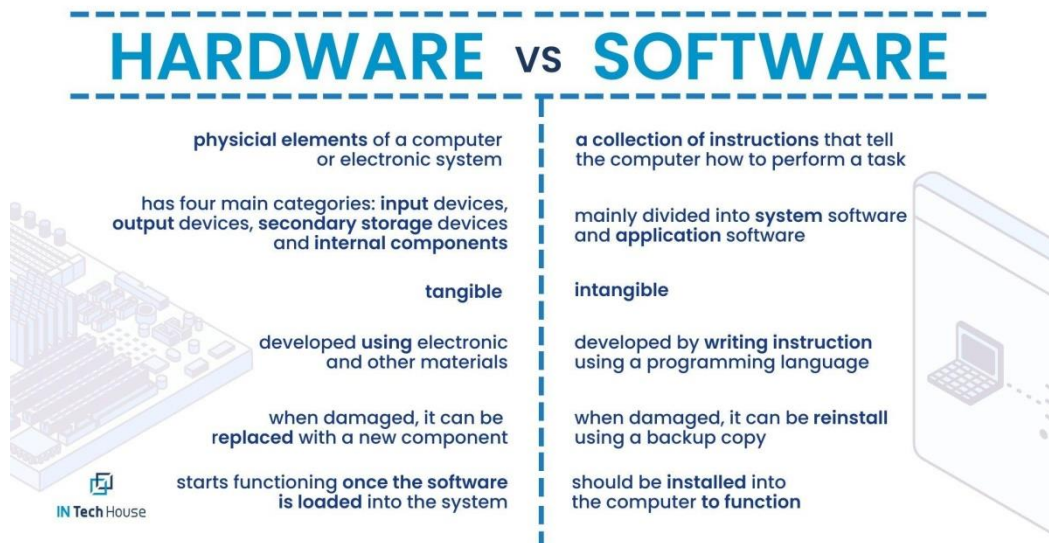 HARDWARE vs SOFTWARE
physicial elements of a computer
or electronic system
a collection of instructions that tell
the computer how to perform a task
has four main categories: input devices,
output devices, secondary storage devices
and internal components
mainly divided into system software
and application software
tangible
intangible
developed using electronic
and other materials
developed by writing instruction
using a programming language
when damaged, it can be
replaced with a new component
when damaged, it can be reinstall
using a backup copy
starts functioning once the software
is loaded into the system
should be installed into
the computer to function
IN Tech House